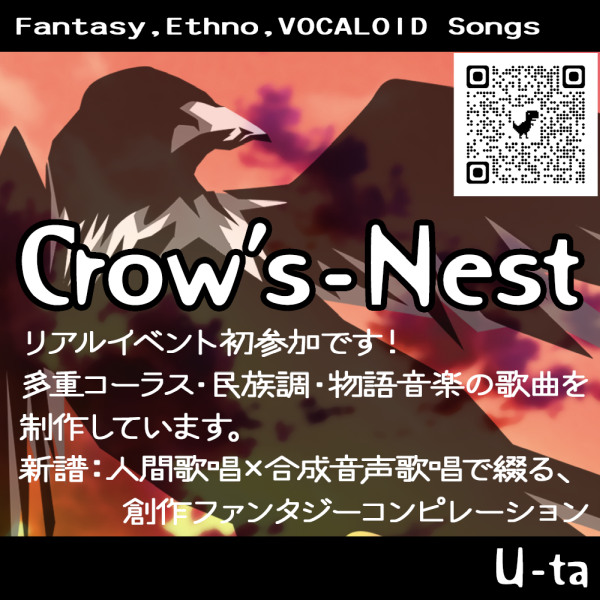 Fantasy,Ethno,VOCALOID Songs
Crow's-Nest
リアルイベント初参加です!
多重コーラス・民族調・物語音楽の歌曲を
制作しています。
新譜:人間歌唱×合成音声歌唱で綴る、
創作ファンタジーコンピレーション
U-ta